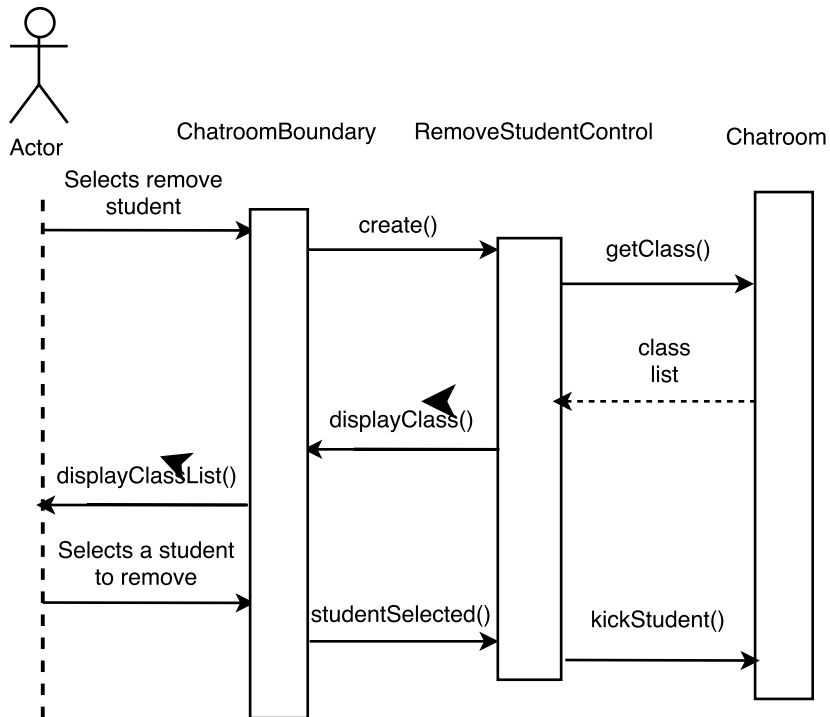 ChatroomBoundary
RemoveStudentControl
Chatroom
Actor
Selects remove
student
create()
getClass()
class
list
displayClass()
displayClassList()
Selects a student
to remove
studentSelected()
kickStudent()